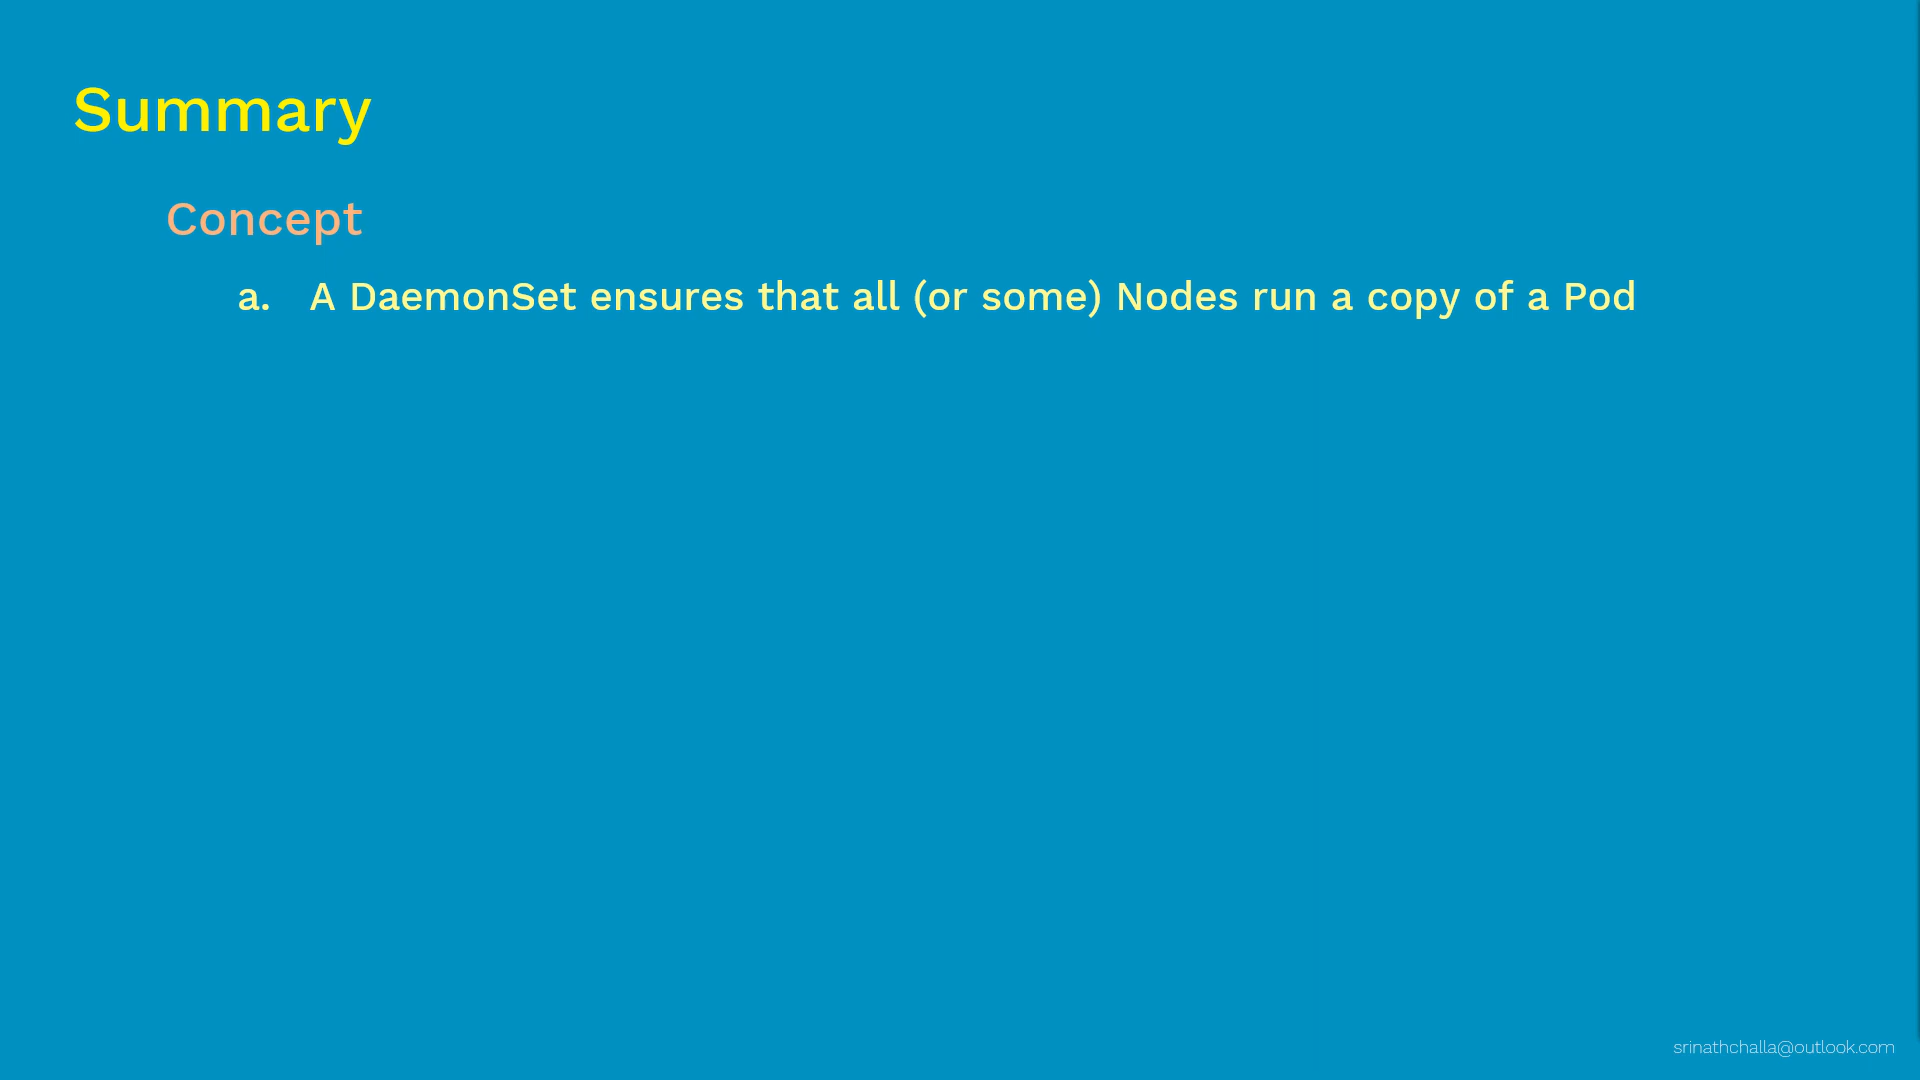 Summary
Concept
a. A DaemonSet ensures that all (or some) Nodes run a copy of a Pod
srinathchalla@outlook.com